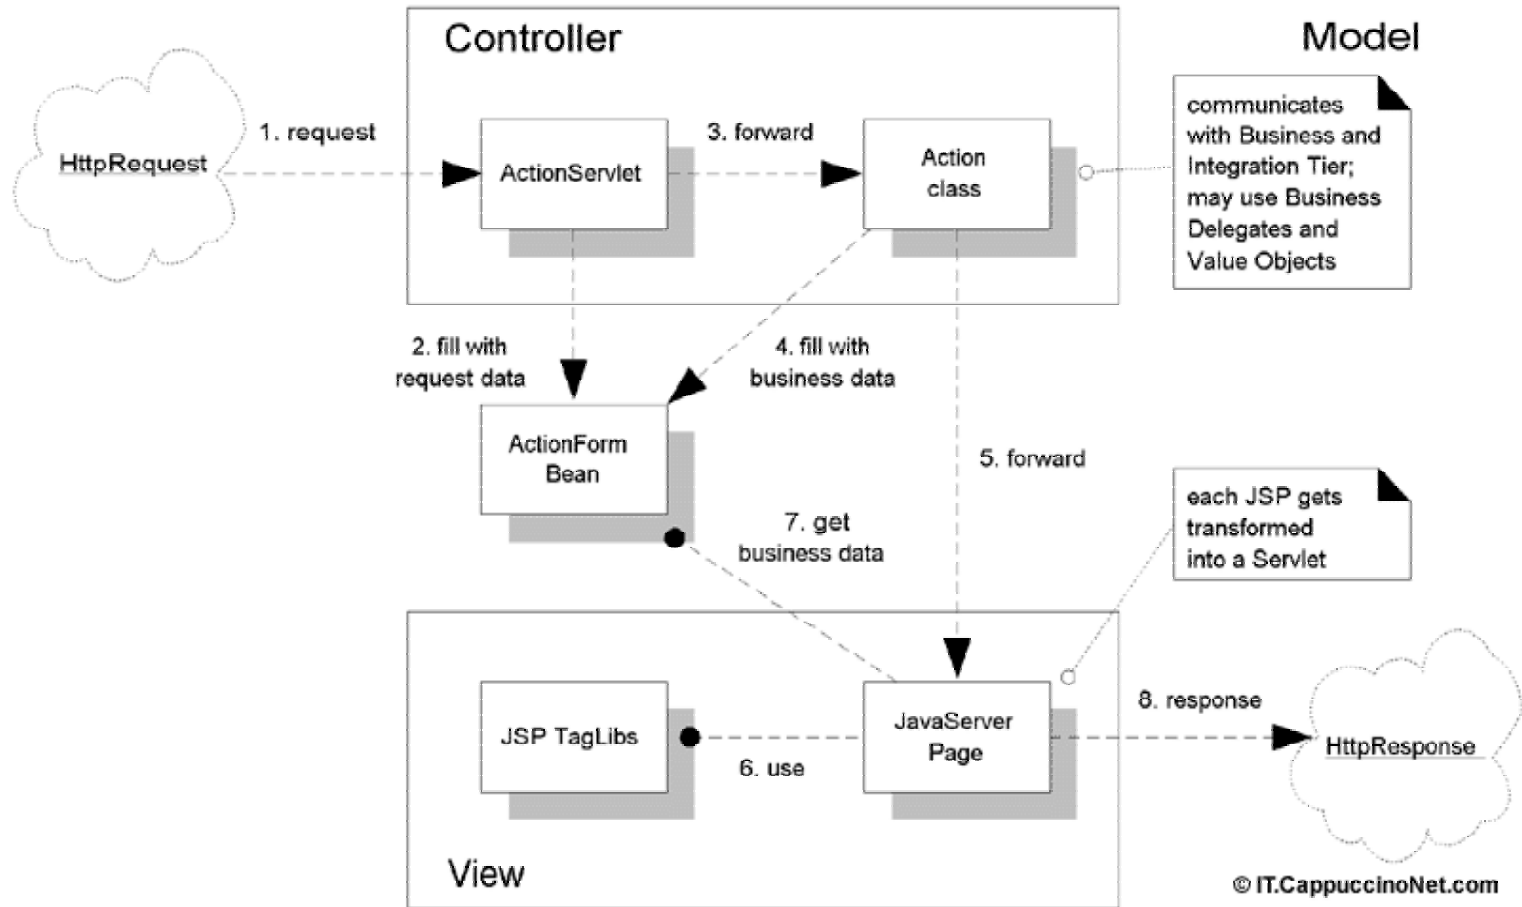 Controller
Model
HttpRequest
1. request
ActionServlet
3. forward
Action
class
communicates
with Business and
Integration Tier;
may use Business
Delegates and
Value Objects
2. fill with
request data
4. fill with
business data
ActionForm
Bean
5. forward
7. get
business data
each JSP gets
transformed
into a Servlet
JSP TagLibs
6. use
JavaServer
Page
8. response
HttpResponse
View
© IT.CappuccinoNet.com